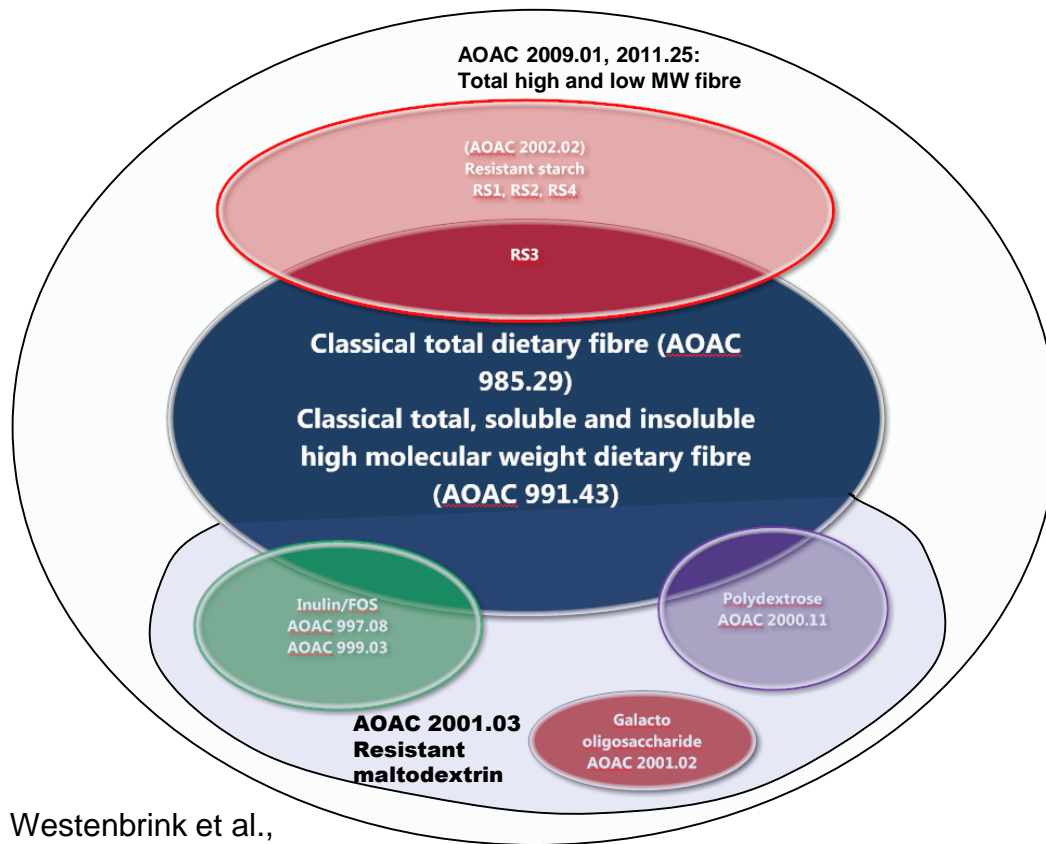 AOAC 2009.01, 2011.25:
Total high and low MW fibre
(AOAC 2002.02)
Resistant starch
RS1, RS2, RS4
RS3
Classical total dietary fibre (AOAC
985.29)
Classical total, soluble and insoluble
high molecular weight dietary fibre
(AOAC 991.43)
Inulin/FOS
AOAC 997.08
AOAC 999.03
Polydextrose
AOAC 2000.11
AOAC 2001.03
Resistant
maltodextrin
Galacto
oligosaccharide
AOAC 2001.02
Westenbrink et al.,